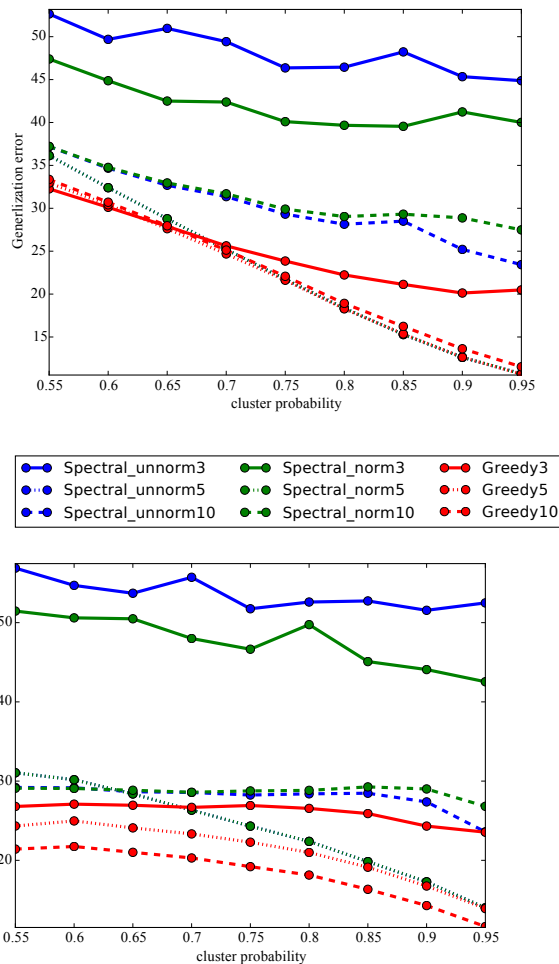 50
45
40
35
30
25
20
15
Generlization error
0.55 0.6 0.65 0.7 0.75 0.8 0.85 0.9 0.95
cluster probability
Spectral_unnorm3 Spectral_norm3 Greedy3
Spectral_unnorm5 Spectral_norm5 Greedy5
Spectral_unnorm10 Spectral_norm10 Greedy10
50
40
30
20
0.55 0.6 0.65 0.7 0.75 0.8 0.85 0.9 0.95
cluster probability